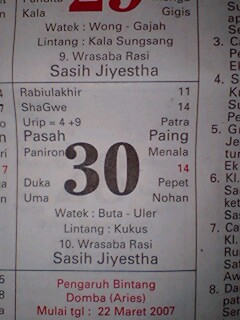 Kala Gigis
Watek : Wong - Gajah
Lintang : Kala Sungsang
9. Wrasaba Rasi
Sasih Jiyestha
Rabiulakhir 11
ShaGwe 14
Urip = 4 +9 Patra
Pasah Paing
Paniron 30 Menala
14
Duka Pepet
Uma Nohan
Watek : Buta - Uler
Lintang : Kukus
10. Wrasaba Rasi
Sasih Jiyestha
Pengaruh Bintang
Domba (Aries)
Mulai tgl : 22 Maret 2007